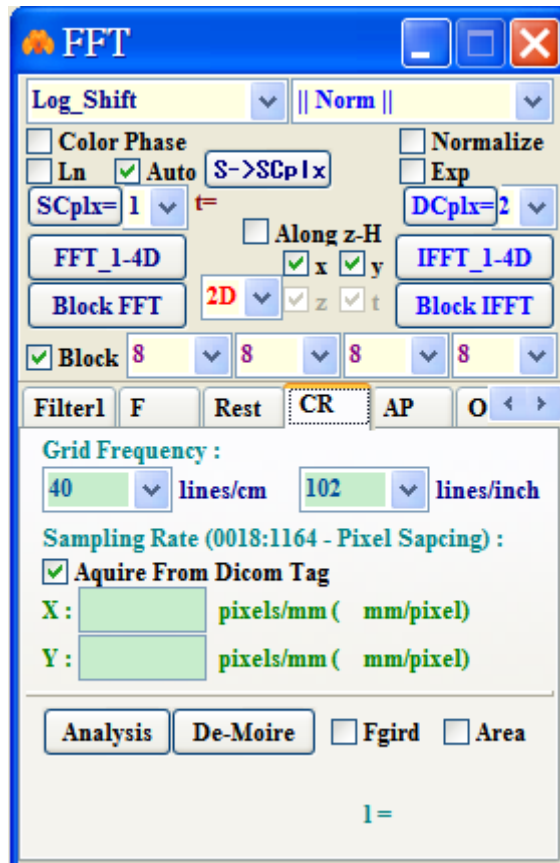 FFT
Log_Shift || Norm ||
Color Phase Normalize
Ln Auto S->SCplx Exp
SCplx= 1 t= DCplx= 2
Along z-H
FFT_1-4D x y IFFT_1-4D
Block FFT 2D z t Block IFFT
Block 8 8 8 8
Filter1 F Rest CR AP O
Grid Frequency :
40 lines/cm 102 lines/inch
Sampling Rate (0018:1164 - Pixel Sapcing) :
Aquire From Dicom Tag
X : pixels/mm ( mm/pixel)
Y : pixels/mm ( mm/pixel)
Analysis De-Moire Fgird Area
l =